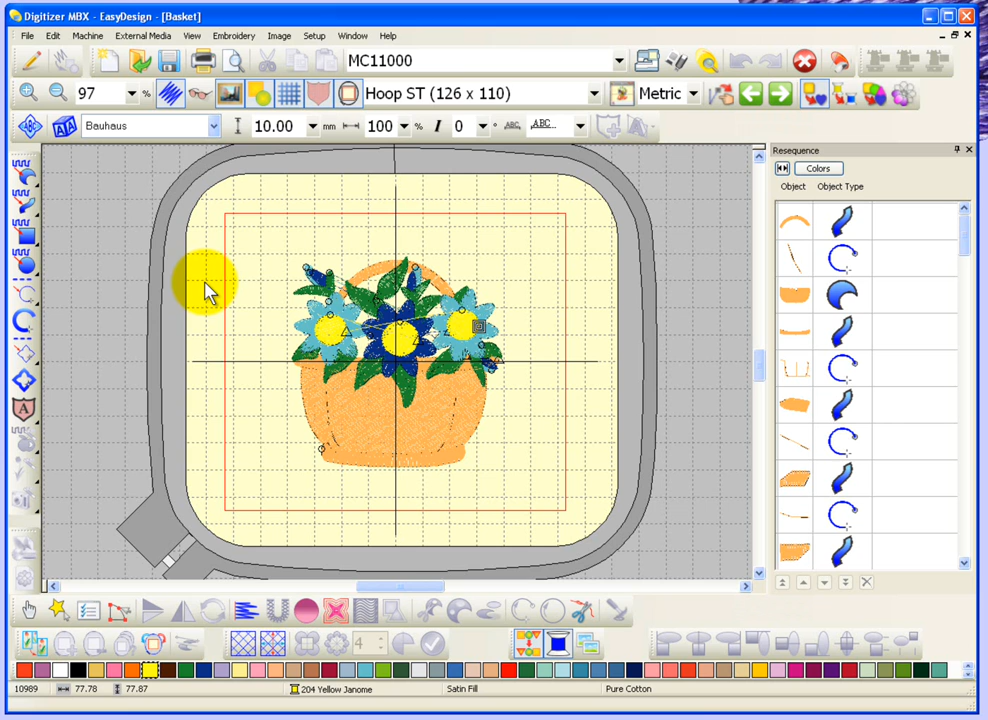 Digitizer MBX - EasyDesign - [Basket]
File Edit Machine External Media View Embroidery Image Setup Window Help
MC11000
97 % Hoop ST (126 x 110) Metric
Bauhaus 10.00 mm 100 % I 0 ° ABC ABC
Resequence
Colors
Object Object Type
4
10989 77.78 77.87 204 Yellow Janome Satin Fill Pure Cotton